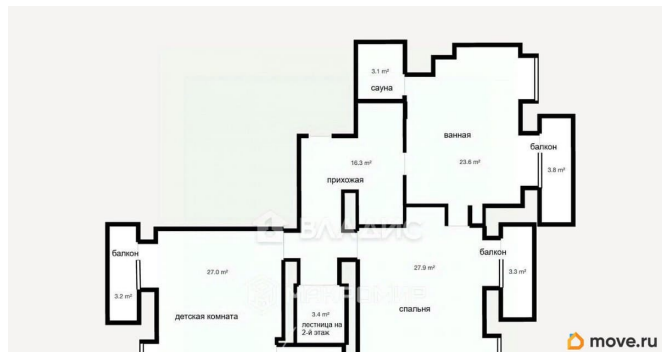 3.1 m²
сауна
ванная
23.6 m²
балкон
3.8 m²
16.3 m²
прихожая
ВЛАДИС
балкон
3.2 m²
27.0 m²
детская комната
3.4 m²
лестница на
2-й этаж
27.9 m²
спальня
балкон
3.3 m²
move.ru